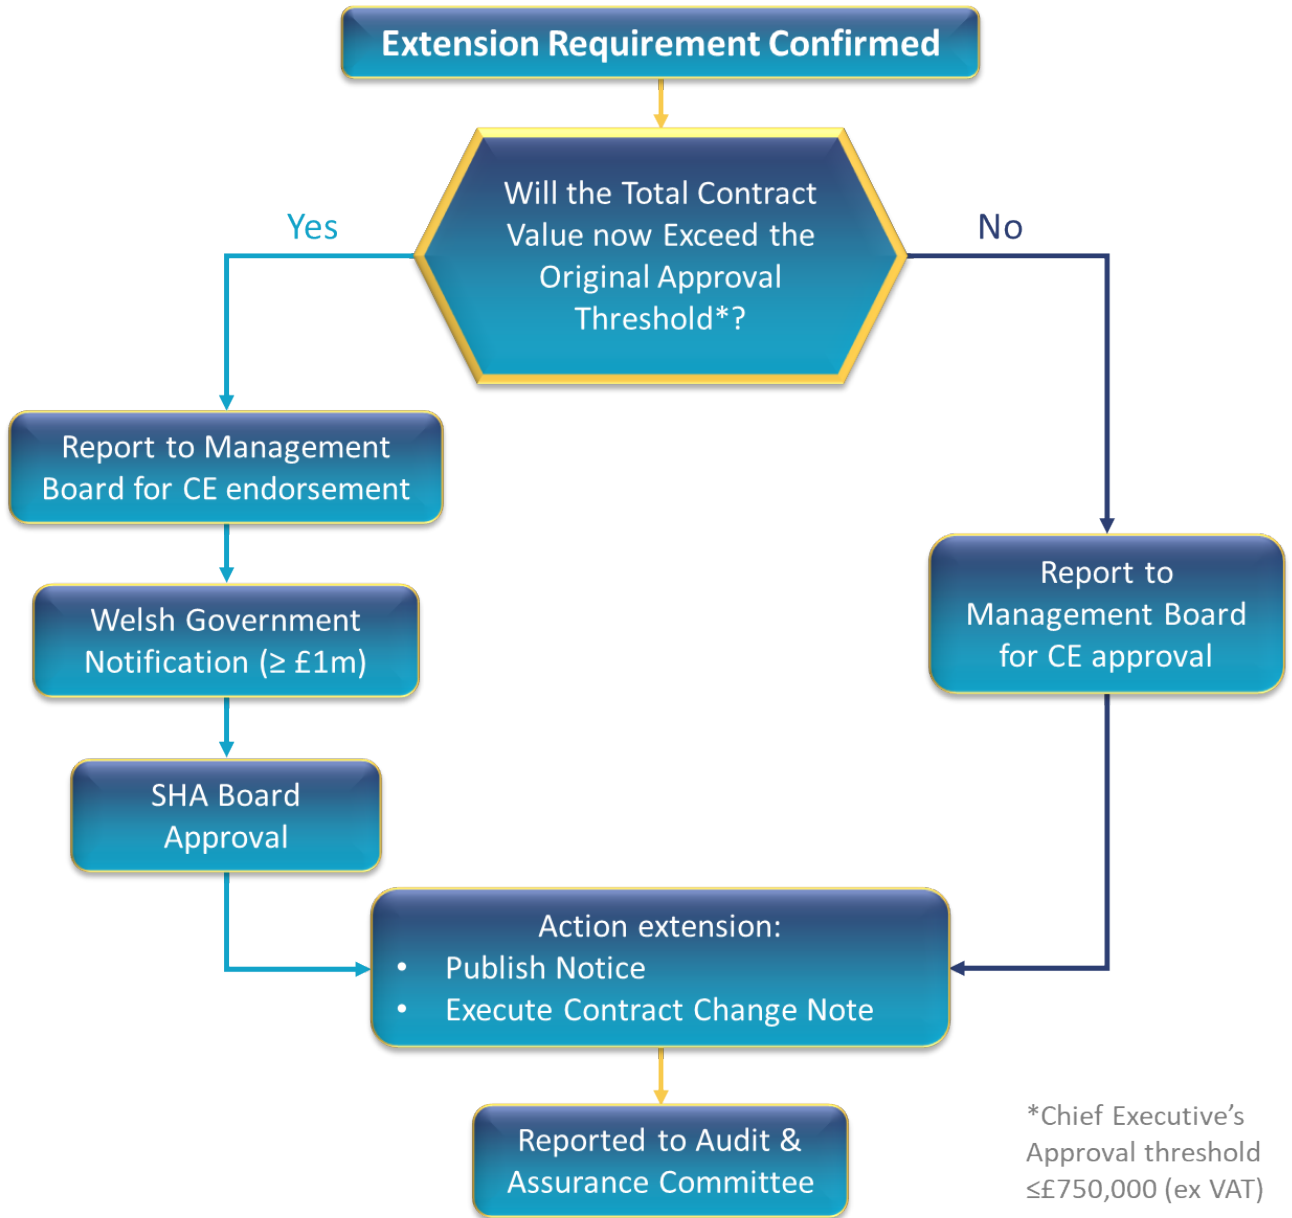 Extension Requirement Confirmed
Will the Total Contract
Value now Exceed the
Original Approval
Threshold*?
Yes
No
Report to Management
Board for CE endorsement
Welsh Government
Notification (≥ £1m)
SHA Board
Approval
Report to
Management Board
for CE approval
Action extension:
• Publish Notice
• Execute Contract Change Note
Reported to Audit &
Assurance Committee
*Chief Executive’s
Approval threshold
≤£750,000 (ex VAT)